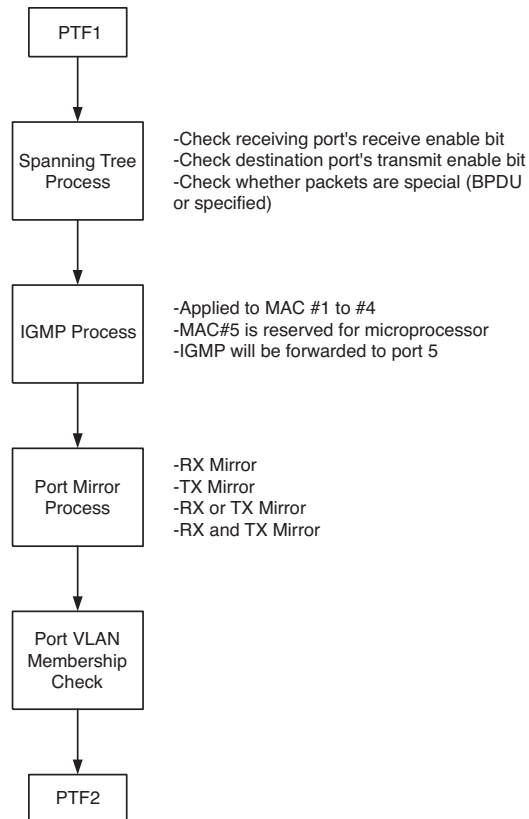 PTF1
Spanning Tree
Process
-Check receiving port's receive enable bit
-Check destination port's transmit enable bit
-Check whether packets are special (BPDU
or specified)
IGMP Process
-Applied to MAC #1 to #4
-MAC#5 is reserved for microprocessor
-IGMP will be forwarded to port 5
Port Mirror
Process
-RX Mirror
-TX Mirror
-RX or TX Mirror
-RX and TX Mirror
Port VLAN
Membership
Check
PTF2